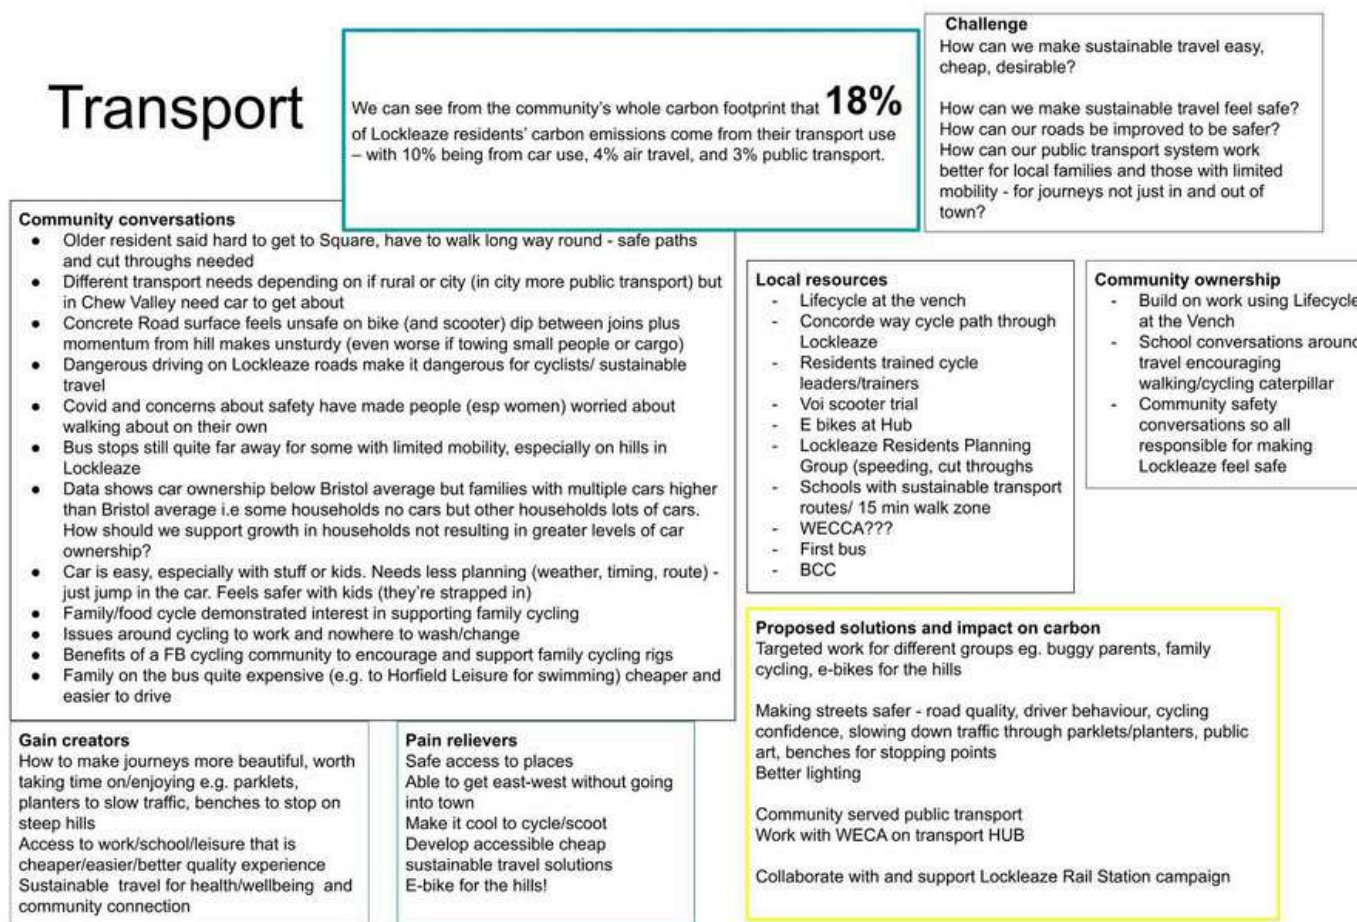 Transport
We can see from the community's whole carbon footprint that 18%
of Lockleaze residents' carbon emissions come from their transport use
– with 10% being from car use, 4% air travel, and 3% public transport.
Challenge
How can we make sustainable travel easy,
cheap, desirable?
How can we make sustainable travel feel safe?
How can our roads be improved to be safer?
How can our public transport system work
better for local families and those with limited
mobility - for journeys not just in and out of
town?
Community conversations
● Older resident said hard to get to Square, have to walk long way round - safe paths
and cut throughs needed
● Different transport needs depending on if rural or city (in city more public transport) but
in Chew Valley need car to get about
● Concrete Road surface feels unsafe on bike (and scooter) dip between joins plus
momentum from hill makes unsturdy (even worse if towing small people or cargo)
● Dangerous driving on Lockleaze roads make it dangerous for cyclists/ sustainable
travel
● Covid and concerns about safety have made people (esp women) worried about
walking about on their own
● Bus stops still quite far away for some with limited mobility, especially on hills in
Lockleaze
● Data shows car ownership below Bristol average but families with multiple cars higher
than Bristol average i.e some households no cars but other households lots of cars.
How should we support growth in households not resulting in greater levels of car
ownership?
● Car is easy, especially with stuff or kids. Needs less planning (weather, timing, route) -
just jump in the car. Feels safer with kids (they're strapped in)
● Family/food cycle demonstrated interest in supporting family cycling
● Issues around cycling to work and nowhere to wash/change
● Benefits of a FB cycling community to encourage and support family cycling rigs
● Family on the bus quite expensive (e.g. to Horfield Leisure for swimming) cheaper and
easier to drive
Local resources
- Lifecycle at the vench
- Concorde way cycle path through
Lockleaze
- Residents trained cycle
leaders/trainers
- Voi scooter trial
- E bikes at Hub
- Lockleaze Residents Planning
Group (speeding, cut throughs
- Schools with sustainable transport
routes/ 15 min walk zone
- WECCA???
- First bus
- BCC
Community ownership
- Build on work using Lifecycle
at the Vench
- School conversations around
travel encouraging
walking/cycling caterpillar
- Community safety
conversations so all
responsible for making
Lockleaze feel safe
Gain creators
How to make journeys more beautiful, worth
taking time on/enjoying e.g. parklets,
planters to slow traffic, benches to stop on
steep hills
Access to work/school/leisure that is
cheaper/easier/better quality experience
Sustainable travel for health/wellbeing and
community connection
Pain relievers
Safe access to places
Able to get east-west without going
into town
Make it cool to cycle/scoot
Develop accessible cheap
sustainable travel solutions
E-bike for the hills!
Proposed solutions and impact on carbon
Targeted work for different groups eg. buggy parents, family
cycling, e-bikes for the hills
Making streets safer - road quality, driver behaviour, cycling
confidence, slowing down traffic through parklets/planters, public
art, benches for stopping points
Better lighting
Community served public transport
Work with WECA on transport HUB
Collaborate with and support Lockleaze Rail Station campaign